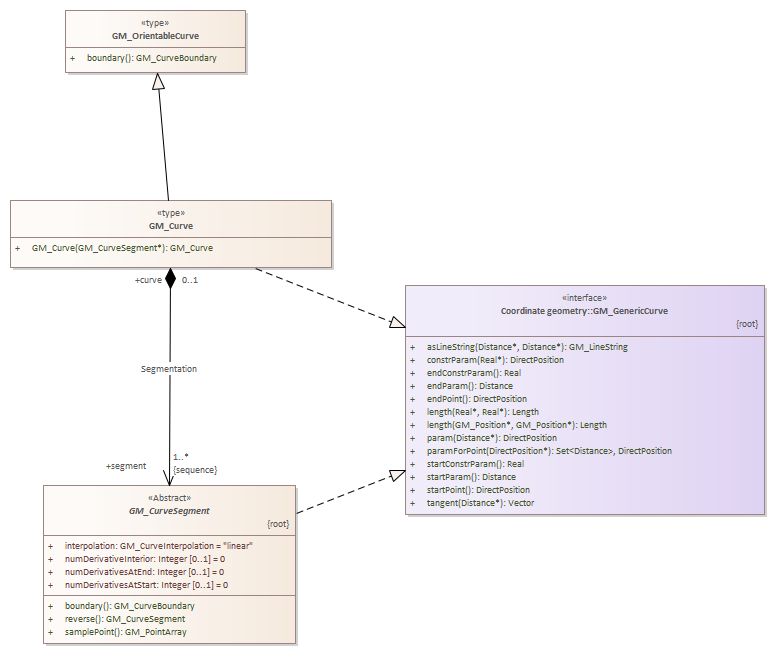 «type»
GM_OrientableCurve
+ boundary(): GM_CurveBoundary
«type»
GM_Curve
+ GM_Curve(GM_CurveSegment*): GM_Curve
+curve 0..1
Segmentation
+segment 1..*
{sequence}
«interface»
Coordinate geometry::GM_GenericCurve
{root}
+ asLineString(Distance*, Distance*): GM_LineString
+ constrParam(Real*): DirectPosition
+ endConstrParam(): Real
+ endParam(): Distance
+ endPoint(): DirectPosition
+ length(Real*, Real*): Length
+ length(GM_Position*, GM_Position*): Length
+ param(Distance*): DirectPosition
+ paramForPoint(DirectPosition*): Set<Distance>, DirectPosition
+ startConstrParam(): Real
+ startParam(): Distance
+ startPoint(): DirectPosition
+ tangent(Distance*): Vector
«Abstract»
GM_CurveSegment
{root}
+ interpolation: GM_CurveInterpolation = "linear"
+ numDerivativeInterior: Integer [0..1] = 0
+ numDerivativesAtEnd: Integer [0..1] = 0
+ numDerivativesAtStart: Integer [0..1] = 0
+ boundary(): GM_CurveBoundary
+ reverse(): GM_CurveSegment
+ samplePoint(): GM_PointArray